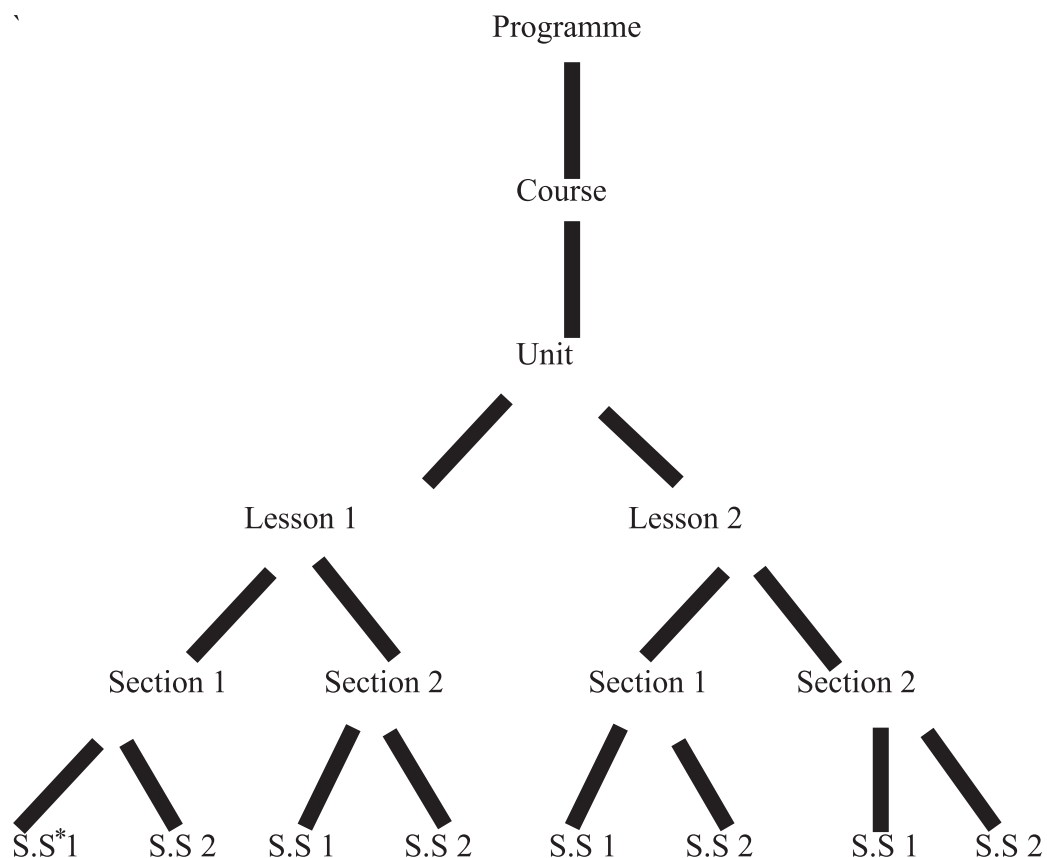 `
Programme
Course
Unit
Lesson 1 Lesson 2
Section 1 Section 2 Section 1 Section 2
S.S*1 S.S 2 S.S 1 S.S 2 S.S 1 S.S 2 S.S 1 S.S 2